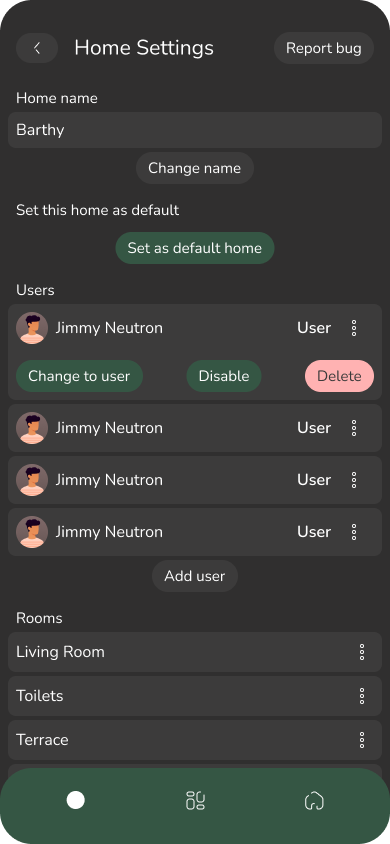 Home Settings Report bug
Home name
Barthy
Change name
Set this home as default
Set as default home
Users
Jimmy Neutron User
Change to user Disable Delete
Jimmy Neutron User
Jimmy Neutron User
Jimmy Neutron User
Add user
Rooms
Living Room
Toilets
Terrace